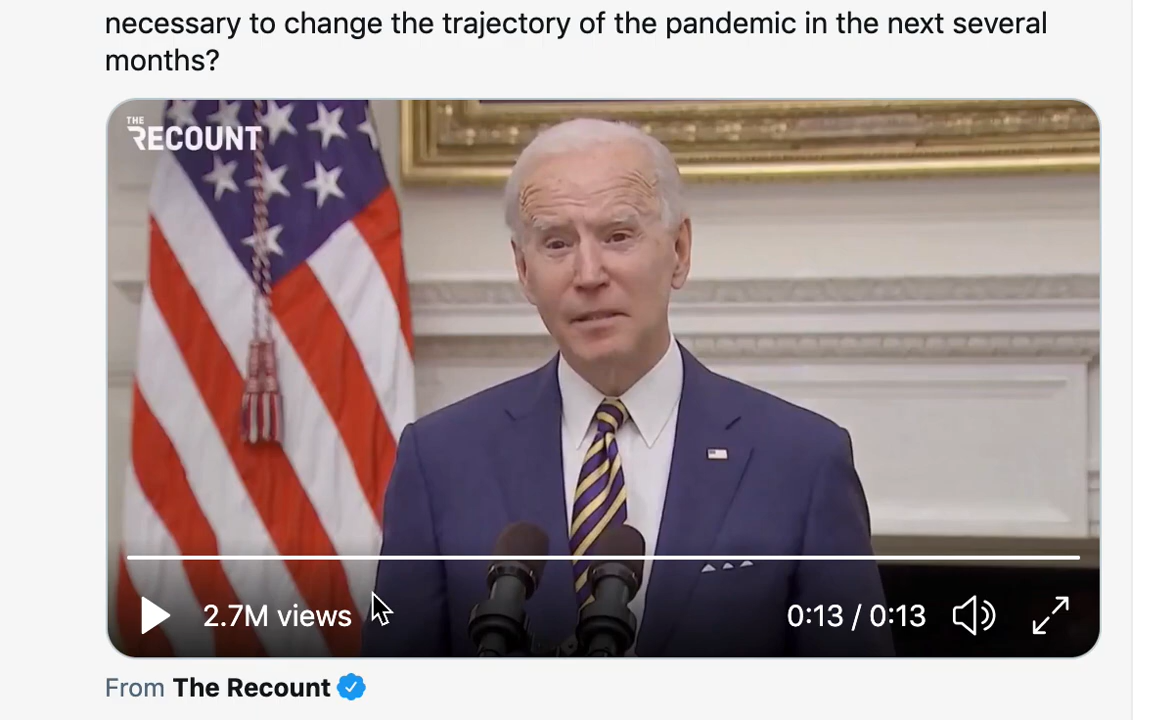 necessary to change the trajectory of the pandemic in the next several
months?
THE
RECOUNT
2.7M views
0:13 / 0:13
From The Recount